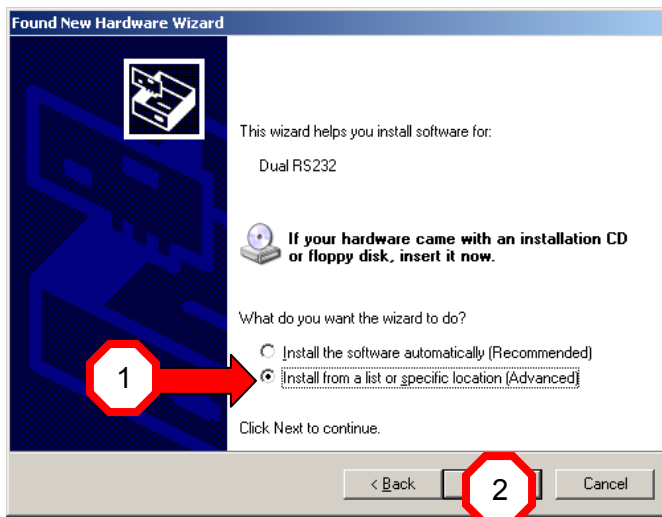 Found New Hardware Wizard
This wizard helps you install software for:
Dual RS232
If your hardware came with an installation CD
or floppy disk, insert it now.
What do you want the wizard to do?
Install the software automatically (Recommended)
1
Install from a list or specific location (Advanced)
Click Next to continue.
< Back
2
Cancel